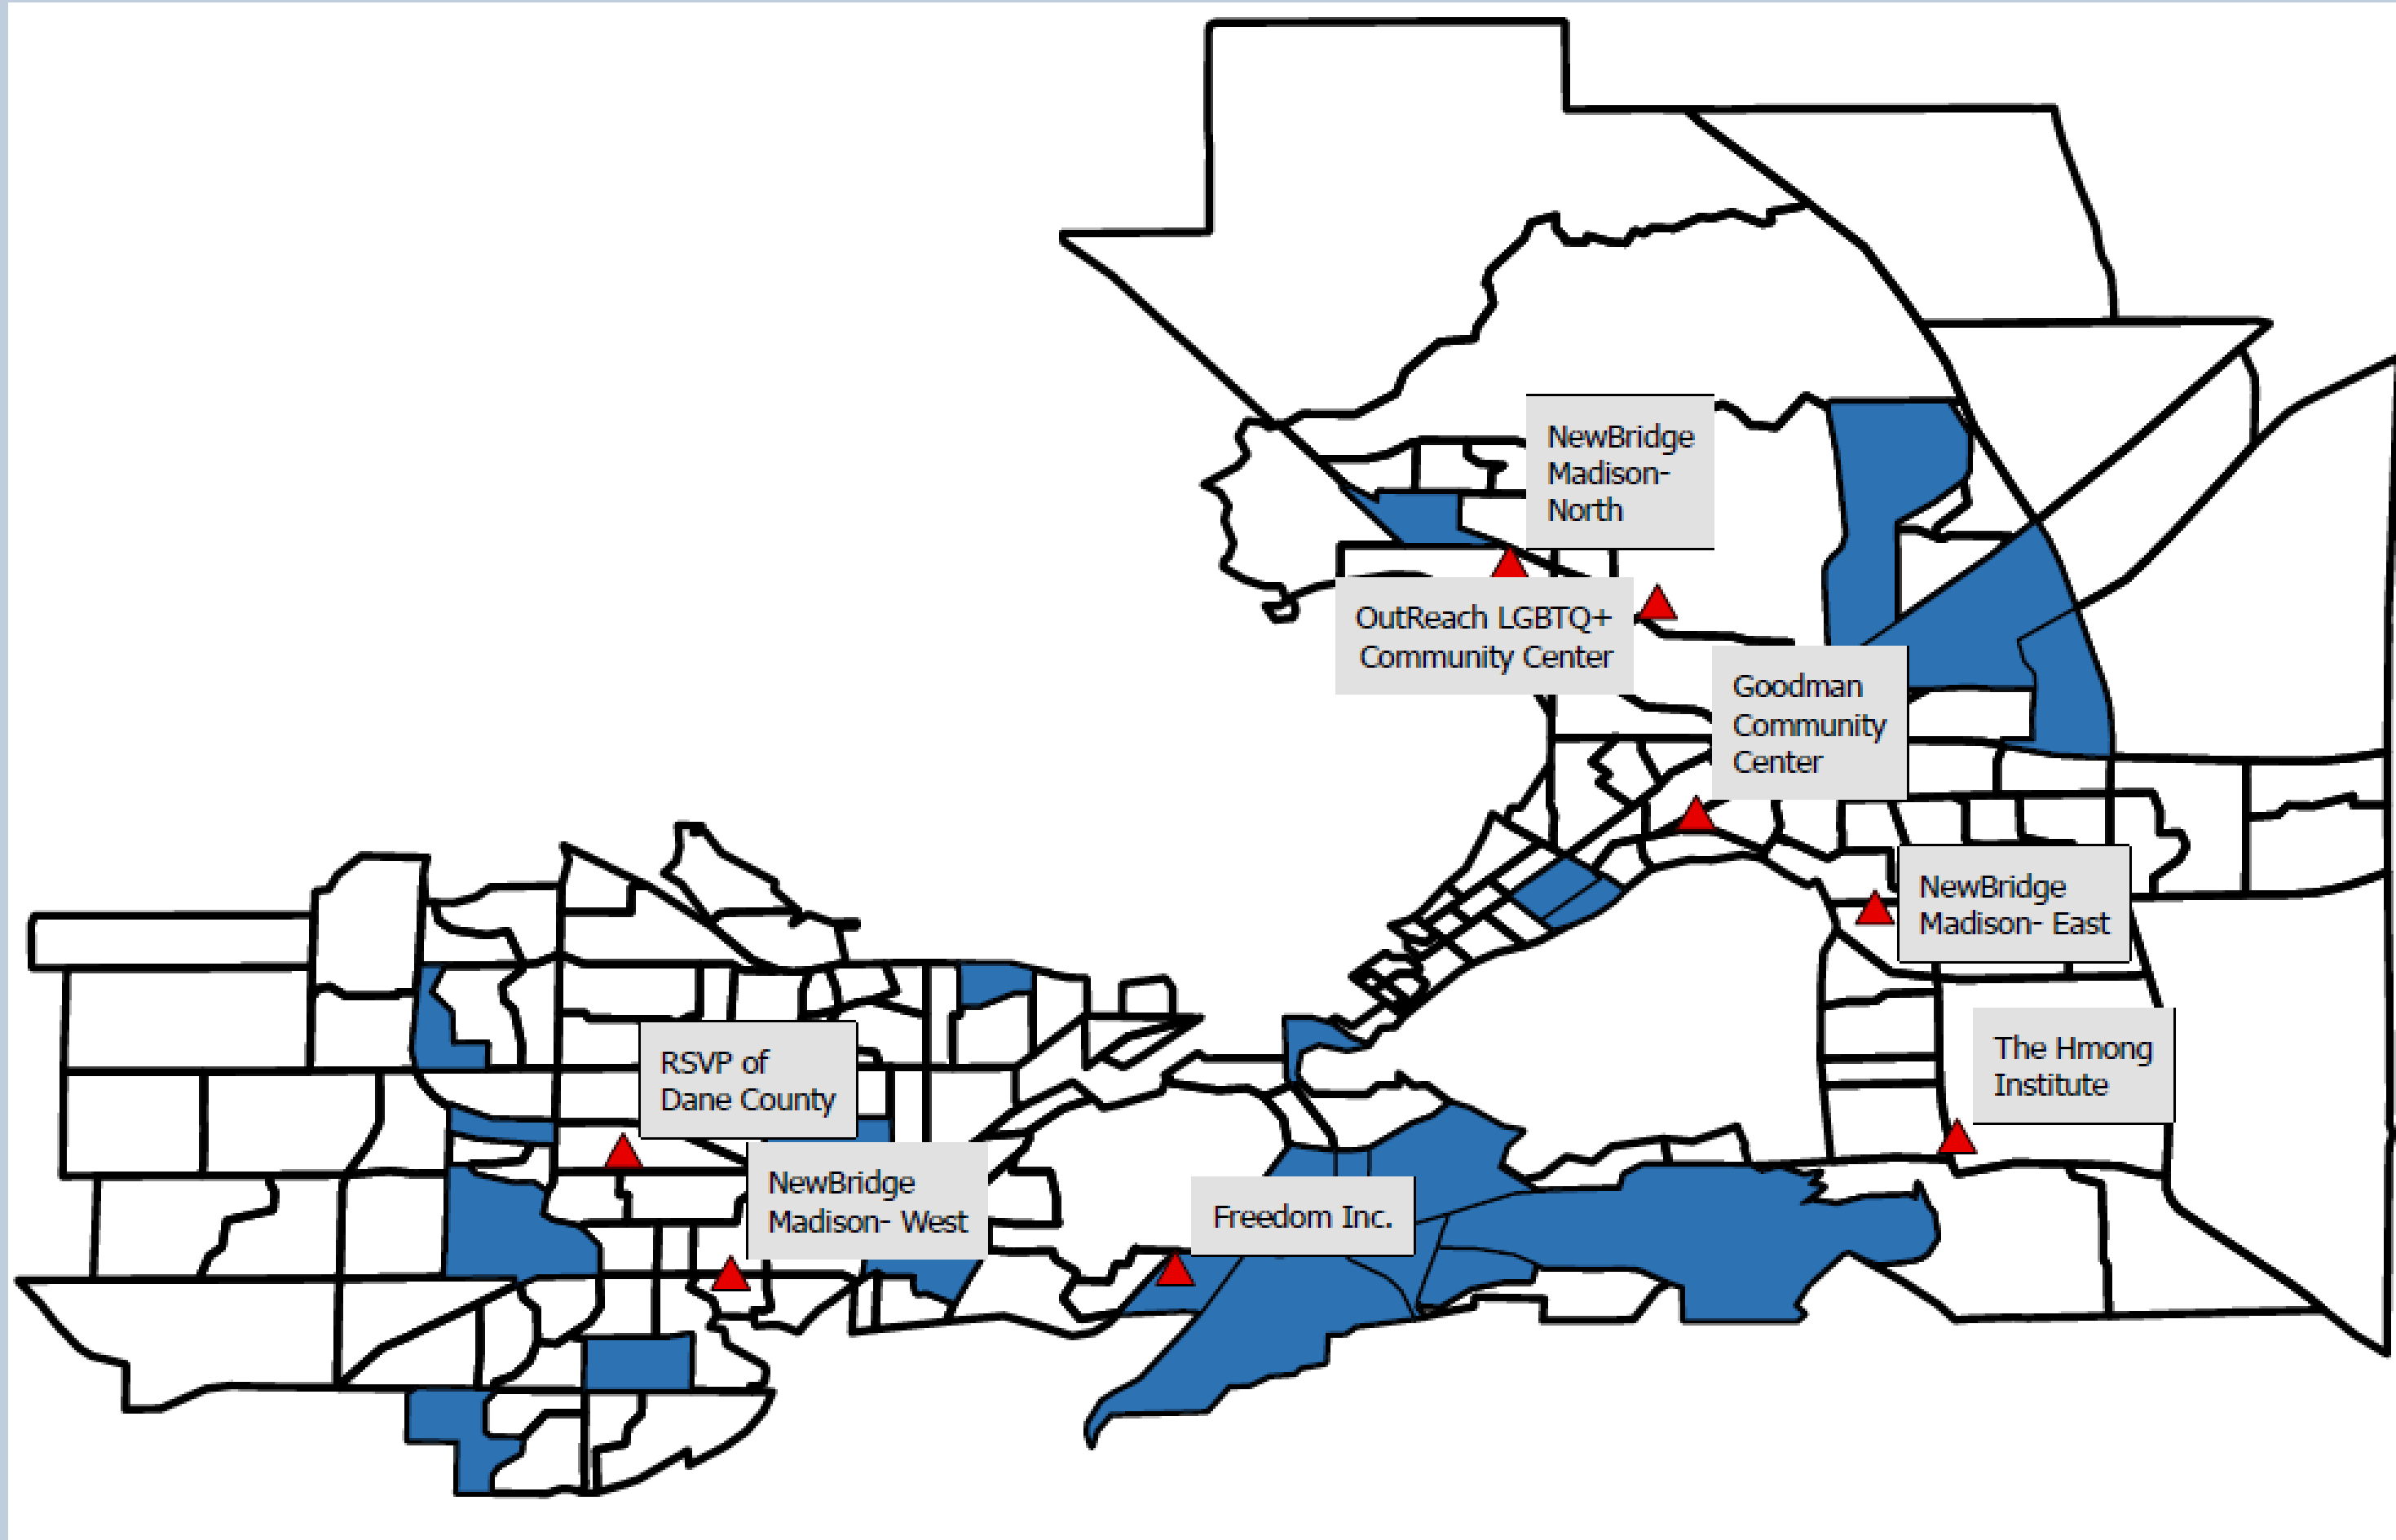 NewBridge
Madison-
North
OutReach LGBTQ+
Community Center
Goodman
Community
Center
NewBridge
Madison- East
The Hmong
Institute
RSVP of
Dane County
NewBridge
Madison- West
Freedom Inc.